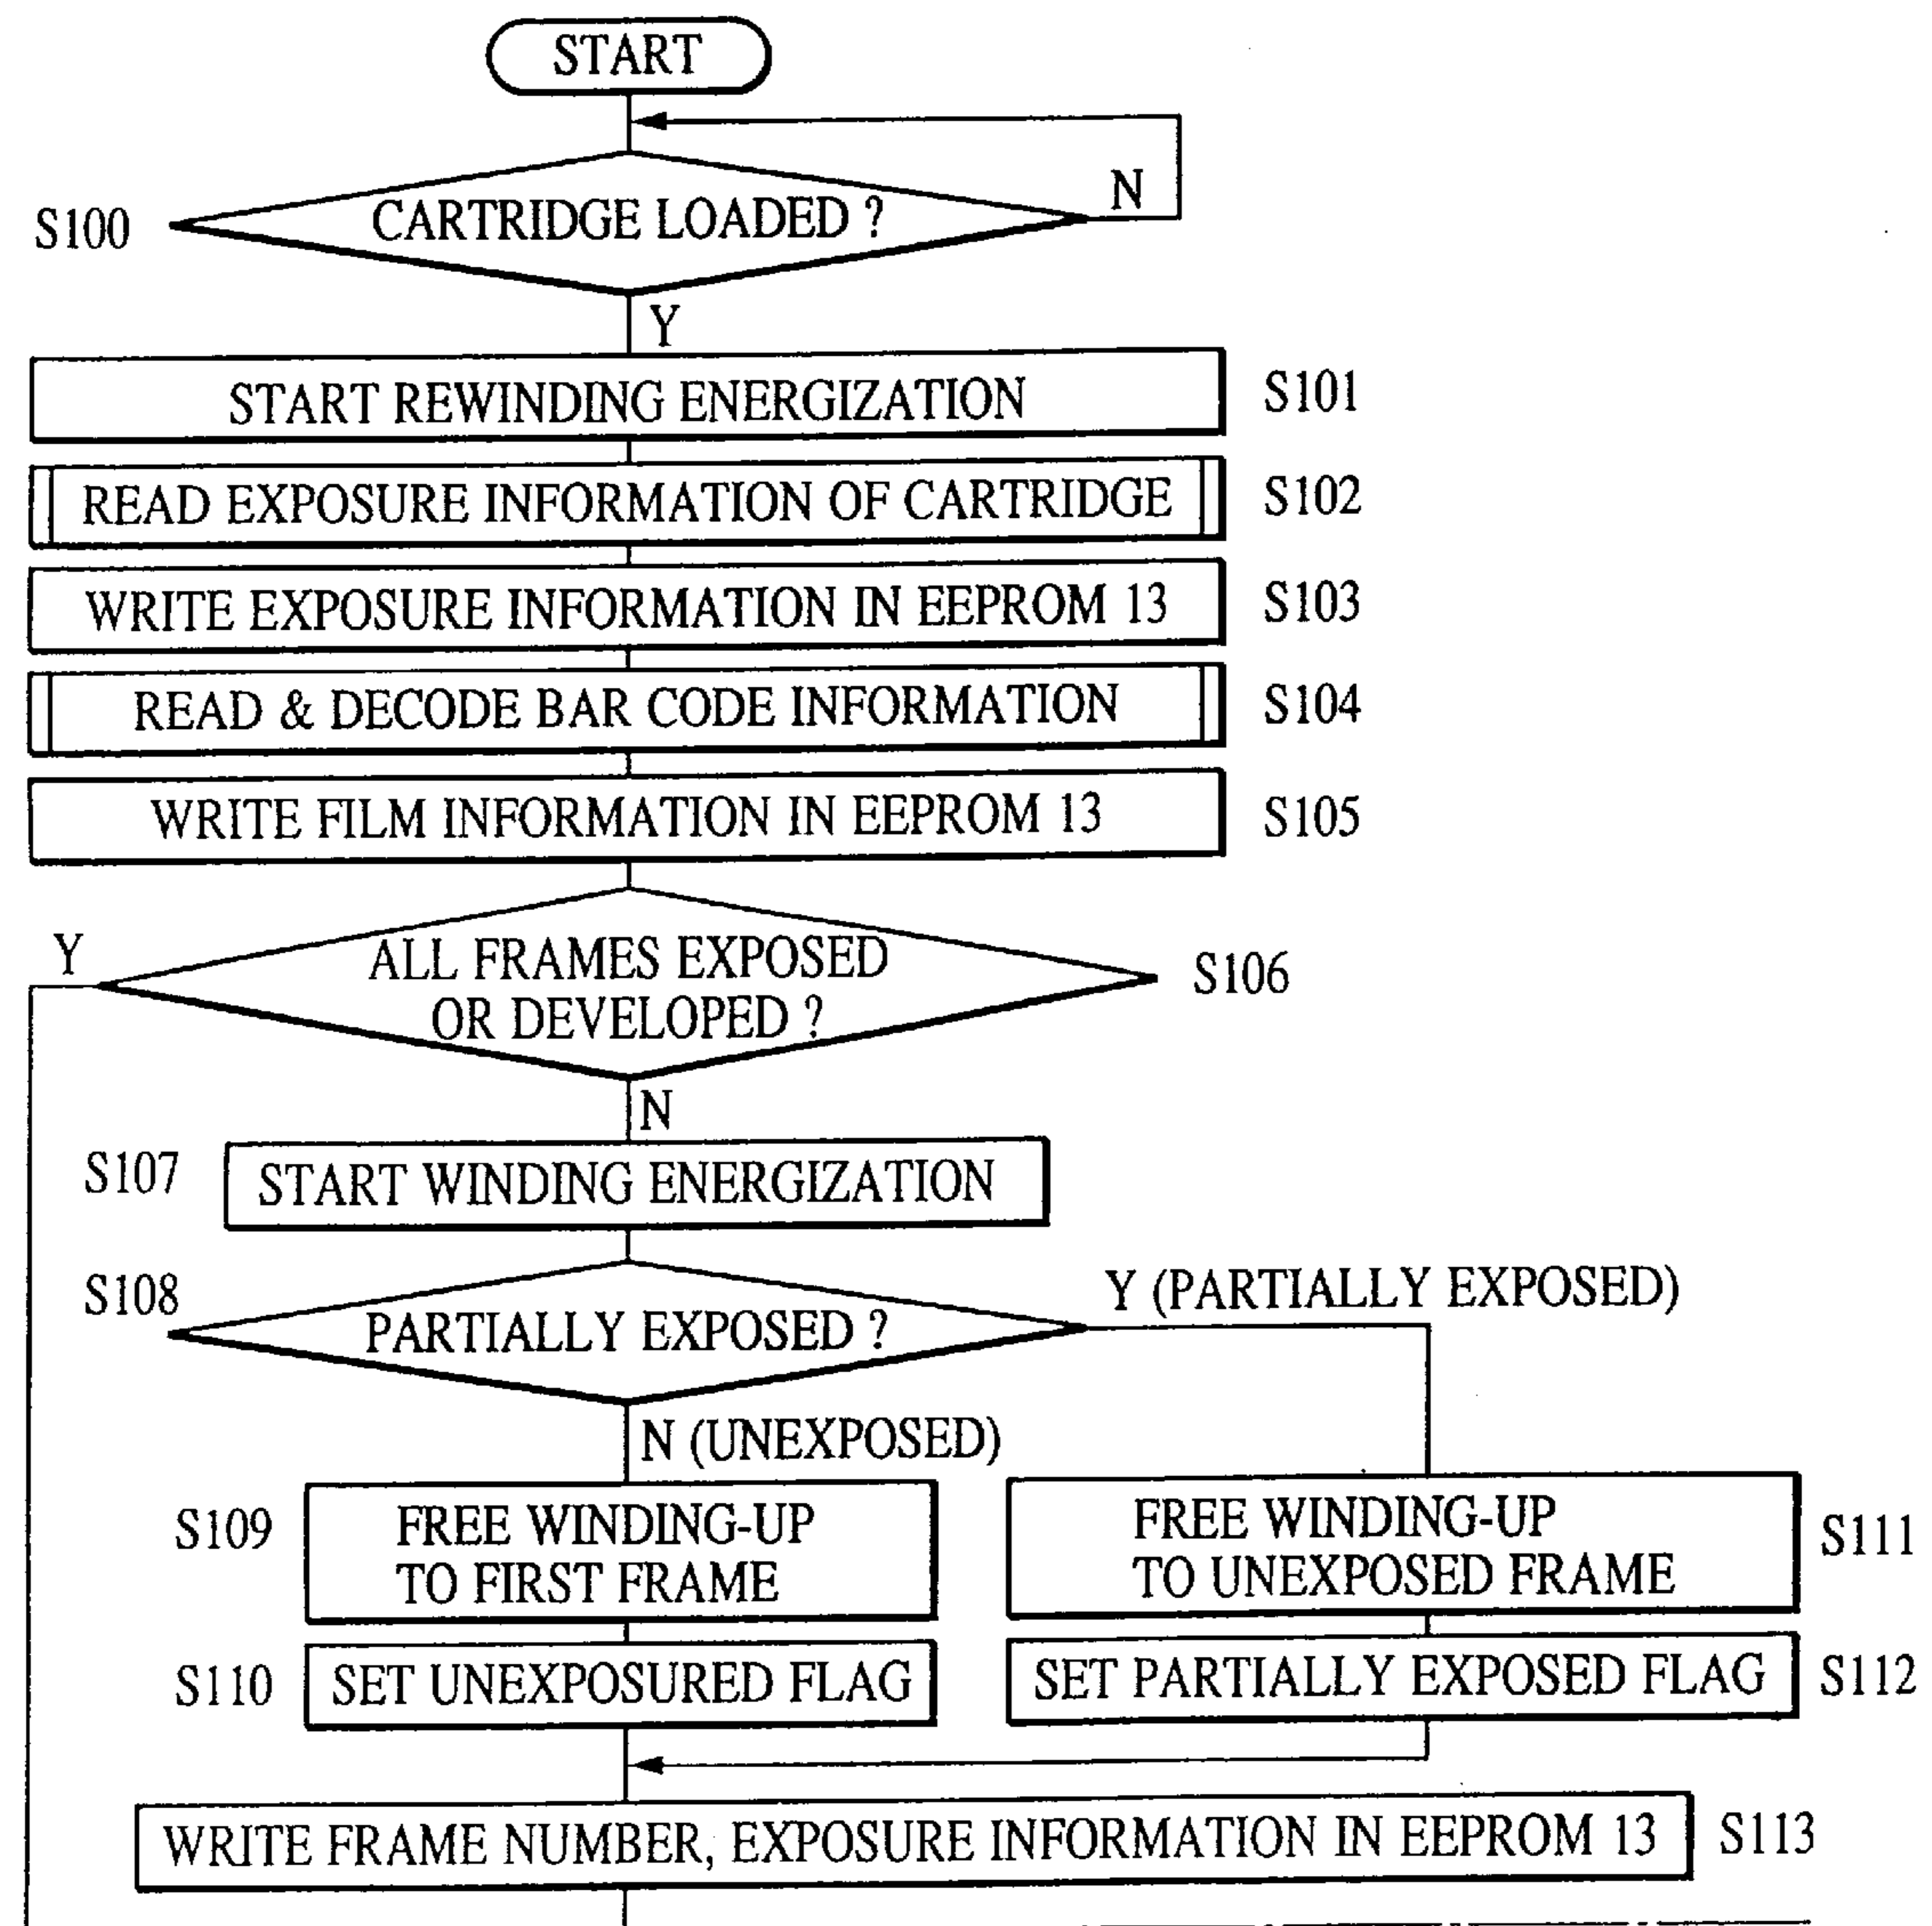 START
N
S100
CARTRIDGE LOADED ?
Y
START REWINDING ENERGIZATION
S101
READ EXPOSURE INFORMATION OF CARTRIDGE
S102
WRITE EXPOSURE INFORMATION IN EEPROM 13
S103
READ & DECODE BAR CODE INFORMATION
S104
WRITE FILM INFORMATION IN EEPROM 13
S105
Y
ALL FRAMES EXPOSED
OR DEVELOPED ?
S106
N
S107
START WINDING ENERGIZATION
S108
PARTIALLY EXPOSED ?
Y (PARTIALLY EXPOSED)
N (UNEXPOSED)
S109
FREE WINDING-UP
TO FIRST FRAME
FREE WINDING-UP
TO UNEXPOSED FRAME
S111
S110
SET UNEXPOSURED FLAG
SET PARTIALLY EXPOSED FLAG
S112
WRITE FRAME NUMBER, EXPOSURE INFORMATION IN EEPROM 13
S113